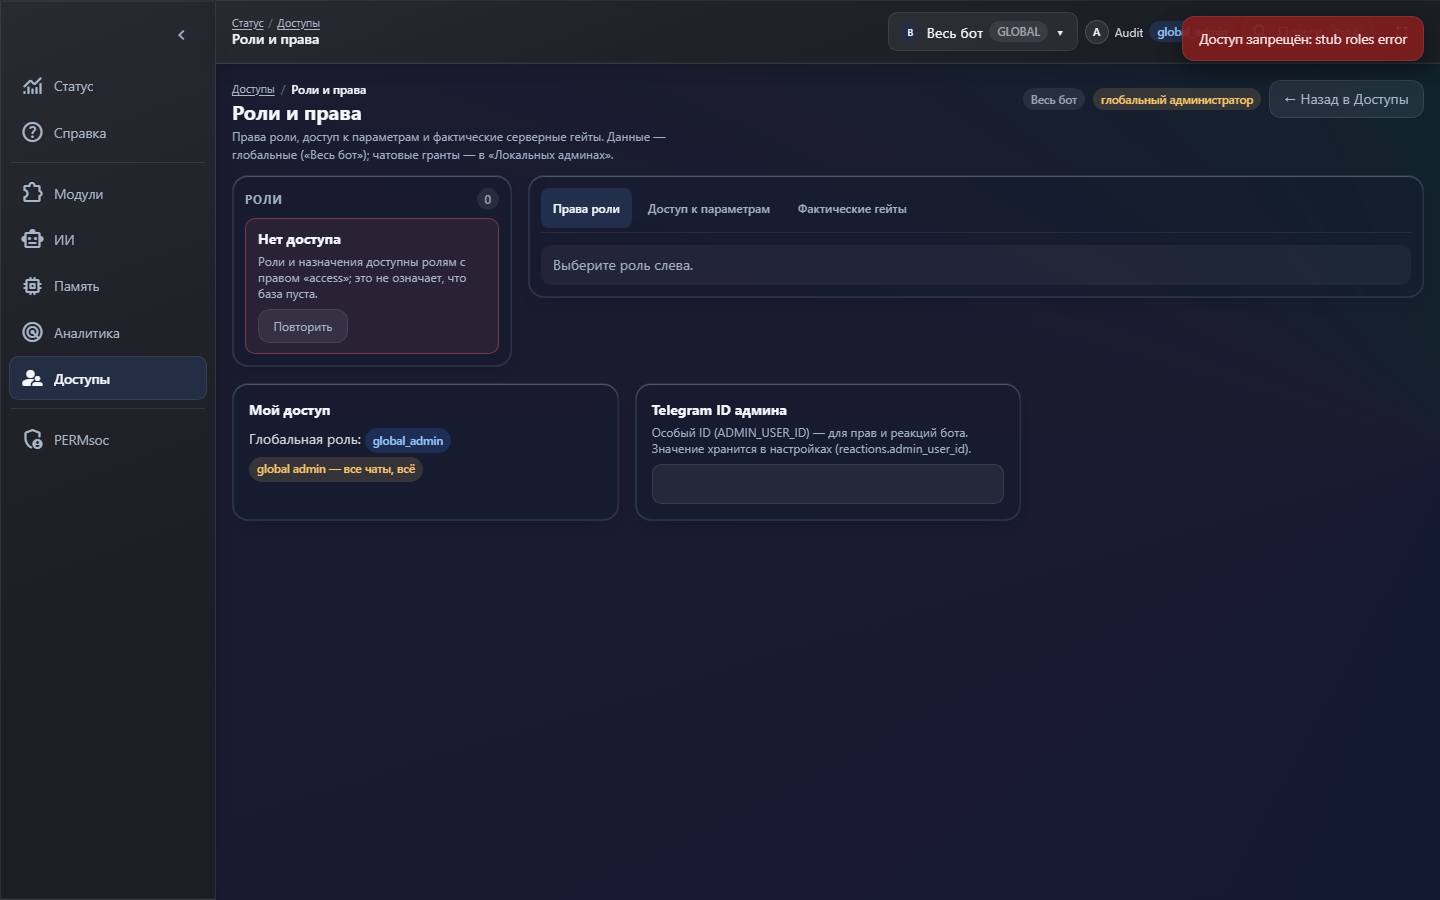 Статус / Доступы
Роли и права
B Весь бот GLOBAL
A Audit
Доступ запрещён: stub roles error
Статус
Справка
Модули
ИИ
Память
Аналитика
Доступы
PERMsoc
Доступы / Роли и права
Роли и права
Права роли, доступ к параметрам и фактические серверные гейты. Данные —
глобальные («Весь бот»); чатовые гранты — в «Локальных админах».
Весь бот
глобальный администратор
← Назад в Доступы
РОЛИ 0
Нет доступа
Роли и назначения доступны ролям с
правом «access»; это не означает, что
база пуста.
Повторить
Права роли
Доступ к параметрам
Фактические гейты
Выберите роль слева.
Мой доступ
Глобальная роль: global_admin
global admin — все чаты, всё
Telegram ID админа
Особый ID (ADMIN_USER_ID) — для прав и реакций бота.
Значение хранится в настройках (reactions.admin_user_id).